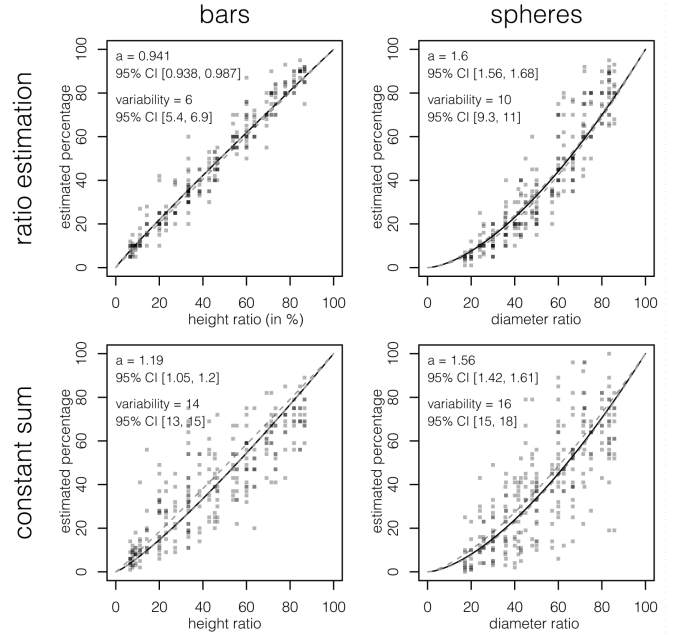 bars
spheres
ratio estimation
a = 0.941
95% CI [0.938, 0.987]
variability = 6
95% CI [5.4, 6.9]
estimated percentage
0 20 40 60 80 100
0 20 40 60 80 100
height ratio (in %)
a = 1.6
95% CI [1.56, 1.68]
variability = 10
95% CI [9.3, 11]
estimated percentage
0 20 40 60 80 100
0 20 40 60 80 100
diameter ratio
constant sum
a = 1.19
95% CI [1.05, 1.2]
variability = 14
95% CI [13, 15]
estimated percentage
0 20 40 60 80 100
0 20 40 60 80 100
height ratio
a = 1.56
95% CI [1.42, 1.61]
variability = 16
95% CI [15, 18]
estimated percentage
0 20 40 60 80 100
0 20 40 60 80 100
diameter ratio